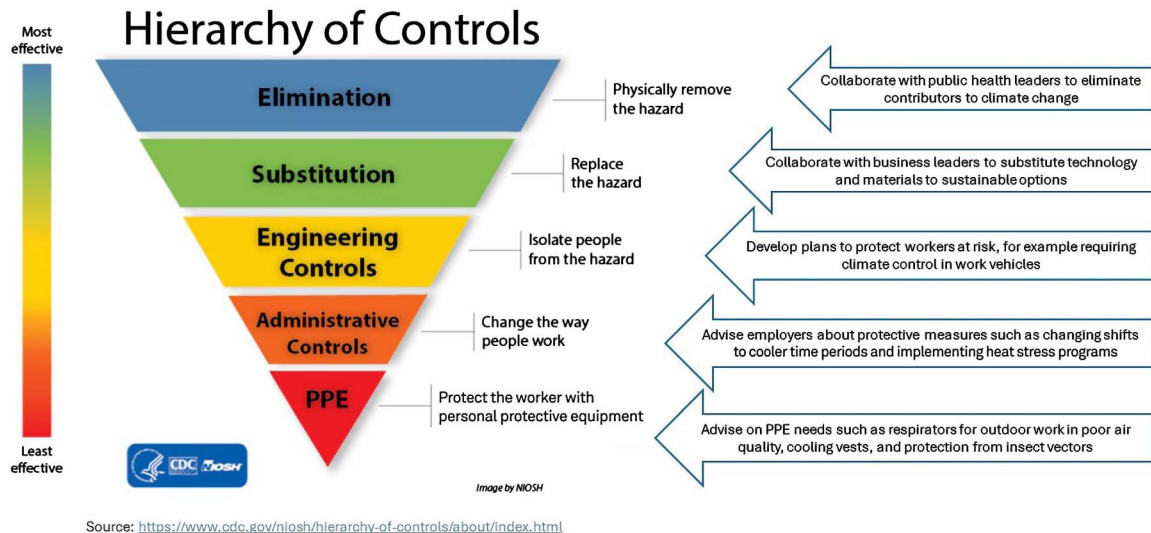 Hierarchy of Controls
Most
effective
Elimination
Physically remove
the hazard
Collaborate with public health leaders to eliminate
contributors to climate change
Substitution
Replace
the hazard
Collaborate with business leaders to substitute technology
and materials to sustainable options
Engineering
Controls
Isolate people
from the hazard
Develop plans to protect workers at risk, for example requiring
climate control in work vehicles
Administrative
Controls
Change the way
people work
Advise employers about protective measures such as changing shifts
to cooler time periods and implementing heat stress programs
PPE
Protect the worker with
personal protective equipment
Advise on PPE needs such as respirators for outdoor work in poor air
quality, cooling vests, and protection from insect vectors
Least
effective
CDC NIOSH
Image by NIOSH
Source: https://www.cdc.gov/niosh/hierarchy-of-controls/about/index.html